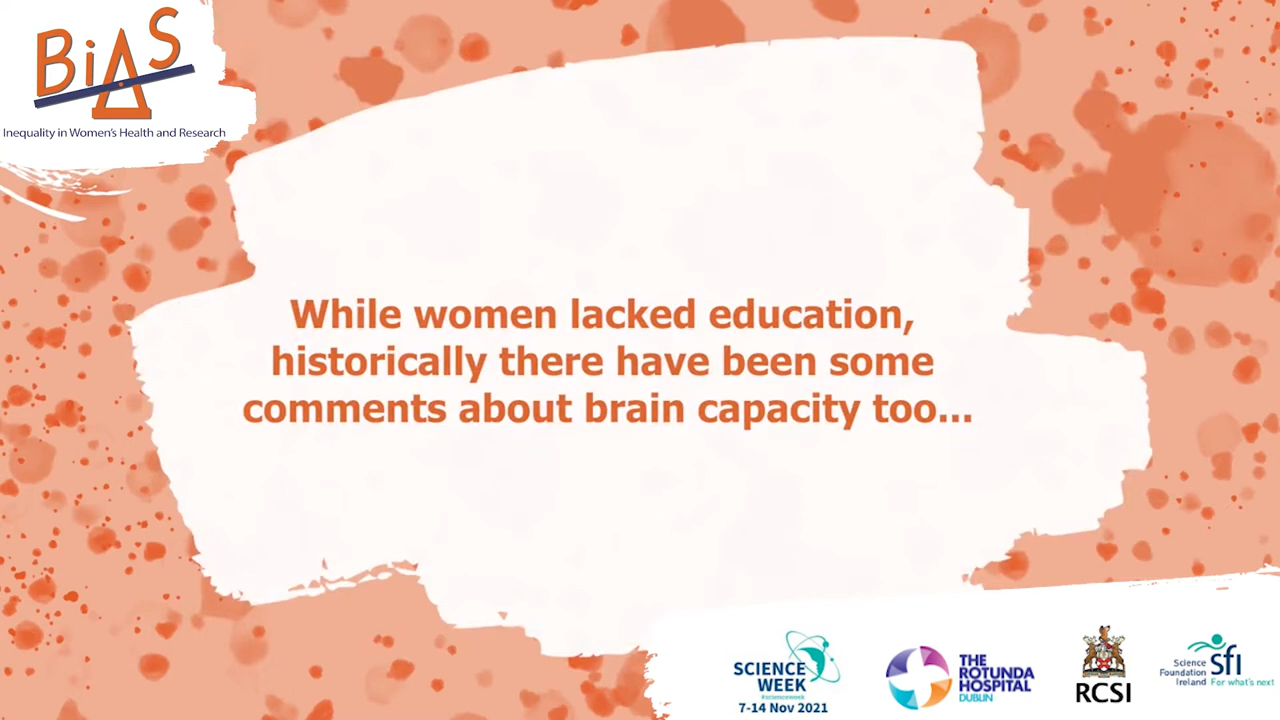 BiAS
Inequality in Women's Health and Research
While women lacked education,
historically there have been some
comments about brain capacity too...
SCIENCE
WEEK
#scienceweek
7-14 Nov 2021
THE
ROTUNDA
HOSPITAL
DUBLIN
RCSI
Science
Foundation
Ireland
sfi
For what's next